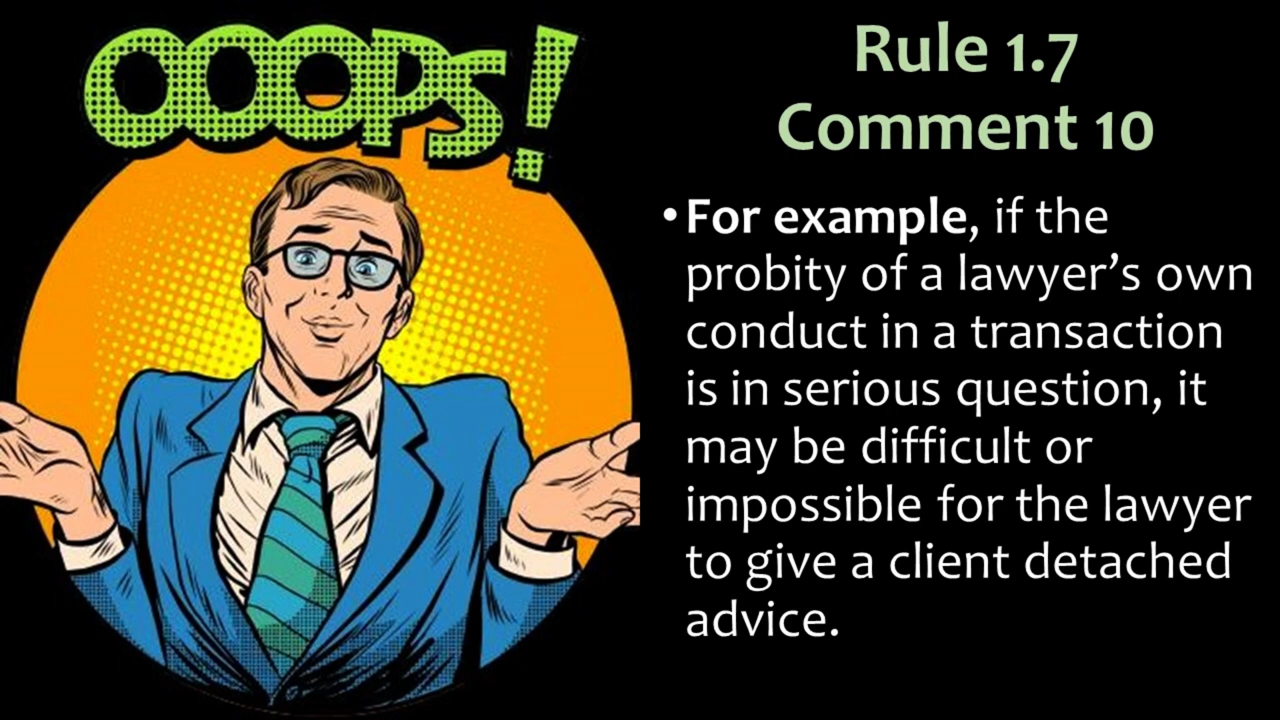 OOOPS!
Rule 1.7
Comment 10
•For example, if the
probity of a lawyer’s own
conduct in a transaction
is in serious question, it
may be difficult or
impossible for the lawyer
to give a client detached
advice.